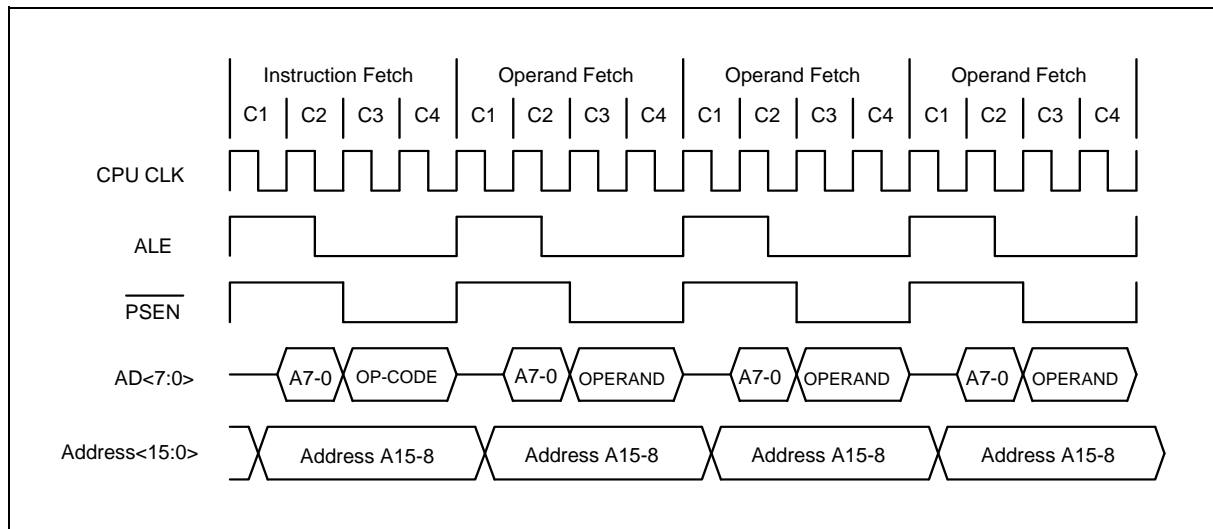 Instruction Fetch Operand Fetch Operand Fetch Operand Fetch
C1 C2 C3 C4 C1 C2 C3 C4 C1 C2 C3 C4 C1 C2 C3 C4
CPU CLK
ALE
PSEN
AD<7:0> A7-0 OP-CODE A7-0 OPERAND A7-0 OPERAND A7-0 OPERAND
Address<15:0> Address A15-8 Address A15-8 Address A15-8 Address A15-8